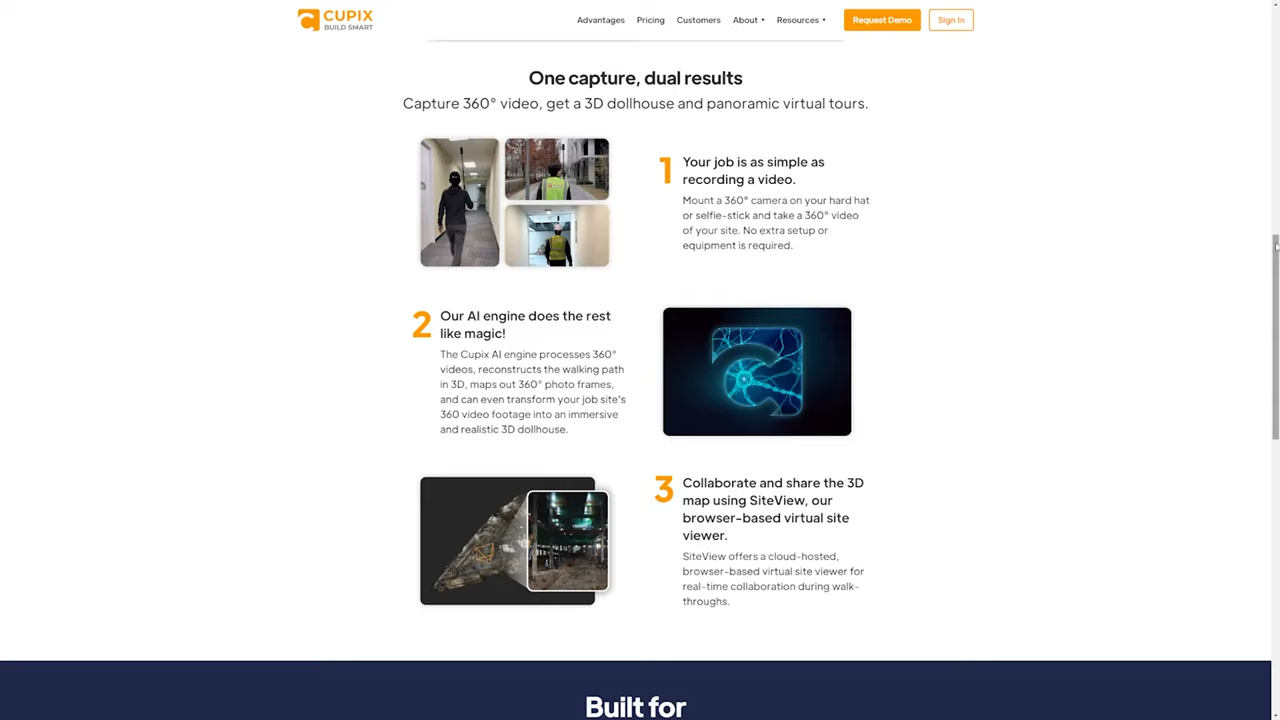 CUPIX
BUILD SMART
Advantages
Pricing
Customers
About
Resources
Request Demo
Sign In
One capture, dual results
Capture 360° video, get a 3D dollhouse and panoramic virtual tours.
1
Your job is as simple as
recording a video.
Mount a 360° camera on your hard hat
or selfie-stick and take a 360° video
of your site. No extra setup or
equipment is required.
2
Our AI engine does the rest
like magic!
The Cupix AI engine processes 360°
videos, reconstructs the walking path
in 3D, maps out 360° photo frames,
and can even transform your job site's
360 video footage into an immersive
and realistic 3D dollhouse.
3
Collaborate and share the 3D
map using SiteView, our
browser-based virtual site
viewer.
SiteView offers a cloud-hosted,
browser-based virtual site viewer for
real-time collaboration during walk-
throughs.
Built for